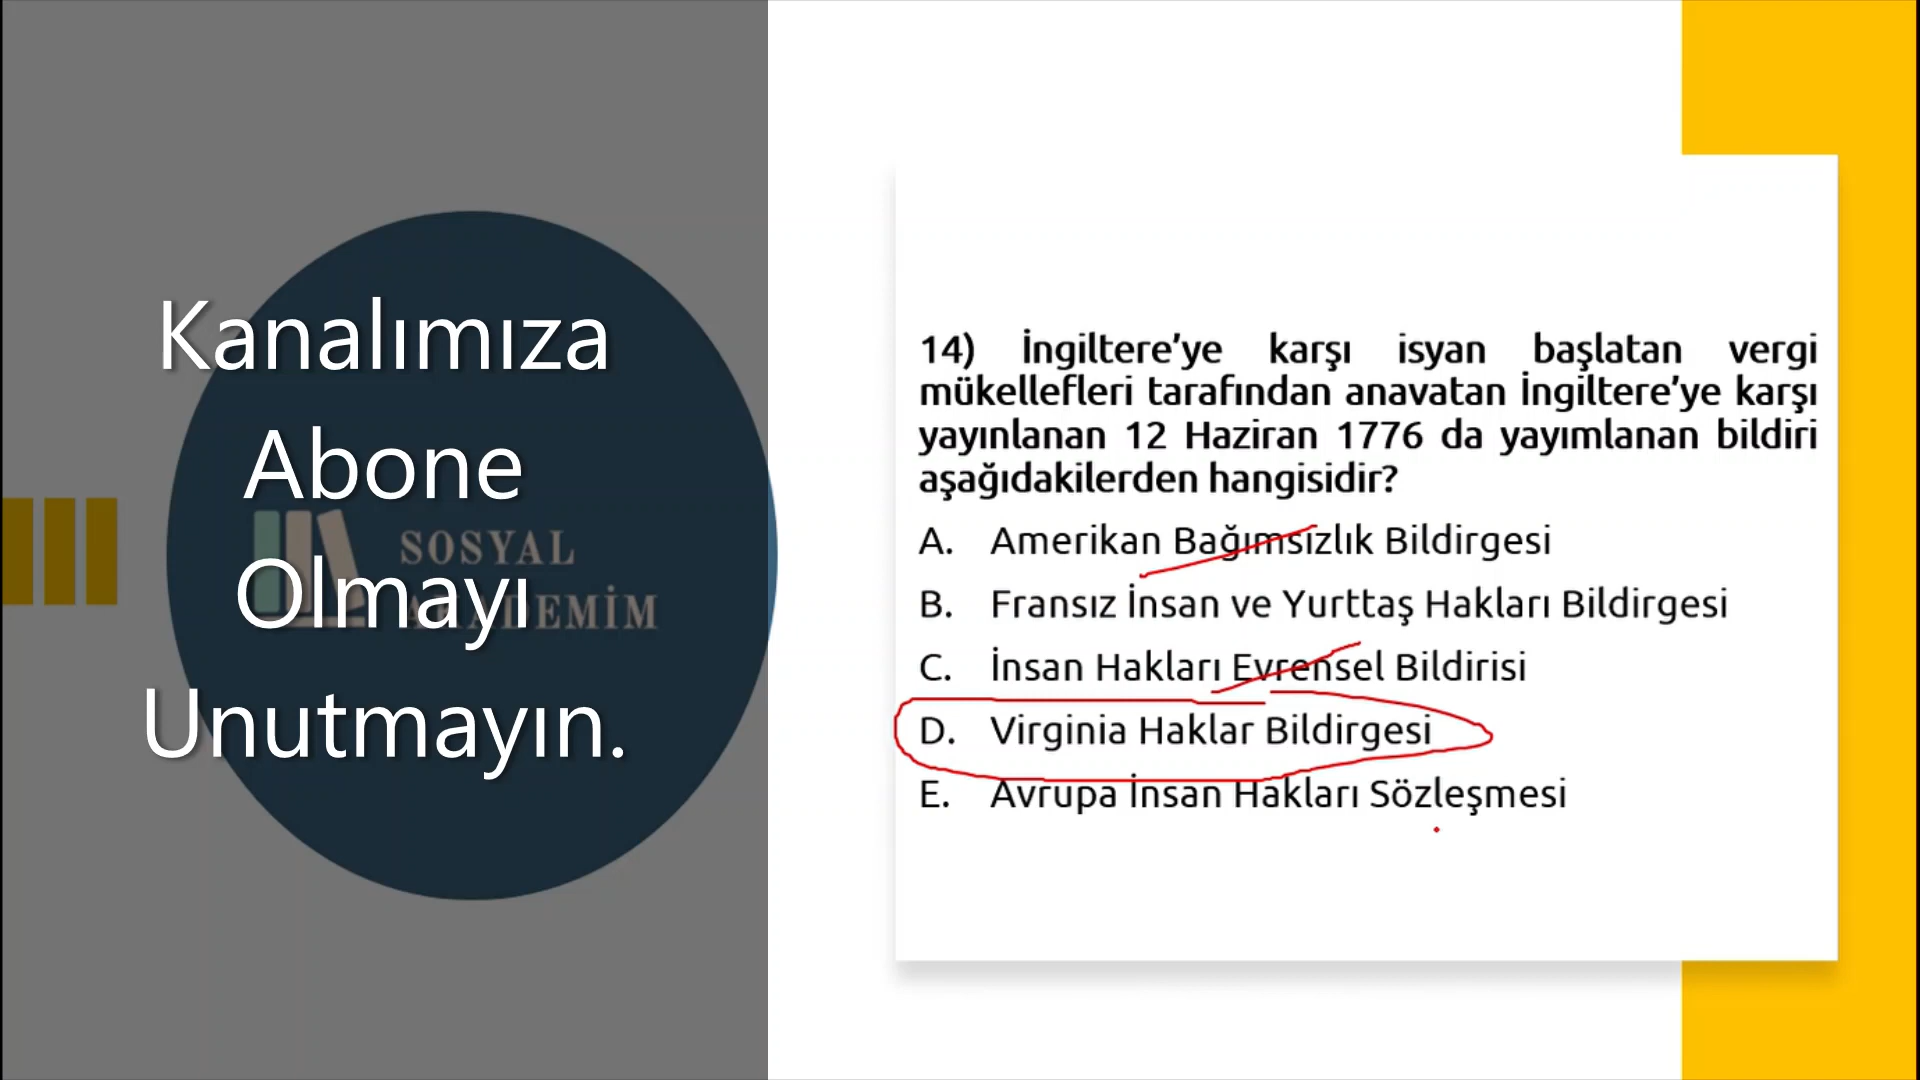 Kanalımıza
Abone
Olmayı
Unutmayın.
SOSYAL
AKADEMİM
14) İngiltere’ye karşı isyan başlatan vergi
mükellefleri tarafından anavatan İngiltere’ye karşı
yayınlanan 12 Haziran 1776 da yayımlanan bildiri
aşağıdakilerden hangisidir?
A. Amerikan Bağımsızlık Bildirgesi
B. Fransız İnsan ve Yurttaş Hakları Bildirgesi
C. İnsan Hakları Evrensel Bildirisi
D. Virginia Haklar Bildirgesi
E. Avrupa İnsan Hakları Sözleşmesi